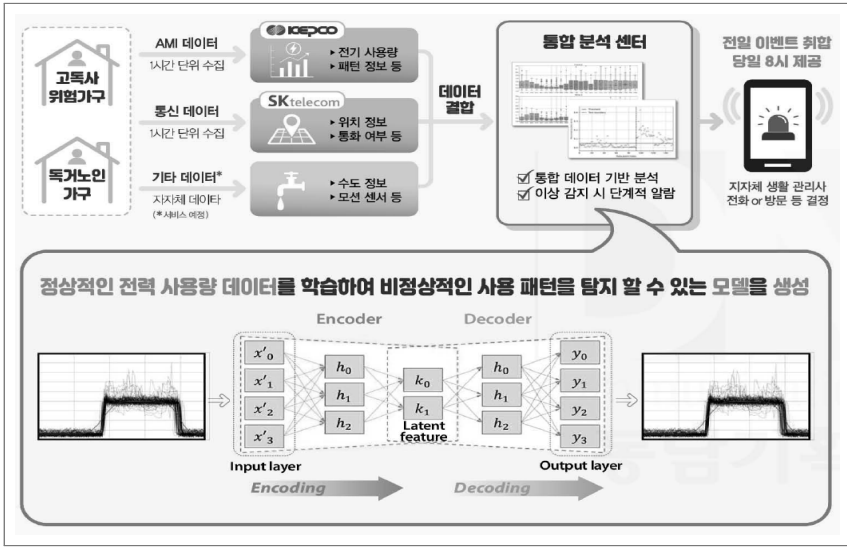 고독사
위험가구
독거노인
가구
AMI 데이터
1시간 단위 수집
통신 데이터
1시간 단위 수집
기타 데이터*
지자체 데이타
(*서비스 예정)
KEPCO
▸ 전기 사용량
▸ 패턴 정보 등
SK telecom
▸ 위치 정보
▸ 통화 여부 등
▸ 수도 정보
▸ 모션 센서 등
데이터
결합
통합 분석 센터
통합 데이터 기반 분석
이상 감지 시 단계적 알람
전일 이벤트 취합
당일 8시 제공
지자체 생활 관리사
전화 or 방문 등 결정
정상적인 전력 사용량 데이터를 학습하여 비정상적인 사용 패턴을 탐지 할 수 있는 모델을 생성
Encoder
Decoder
x'0
x'1
x'2
x'3
Input layer
h0
h1
h2
k0
k1
Latent
feature
h0
h1
h2
y0
y1
y2
y3
Output layer
Encoding
Decoding